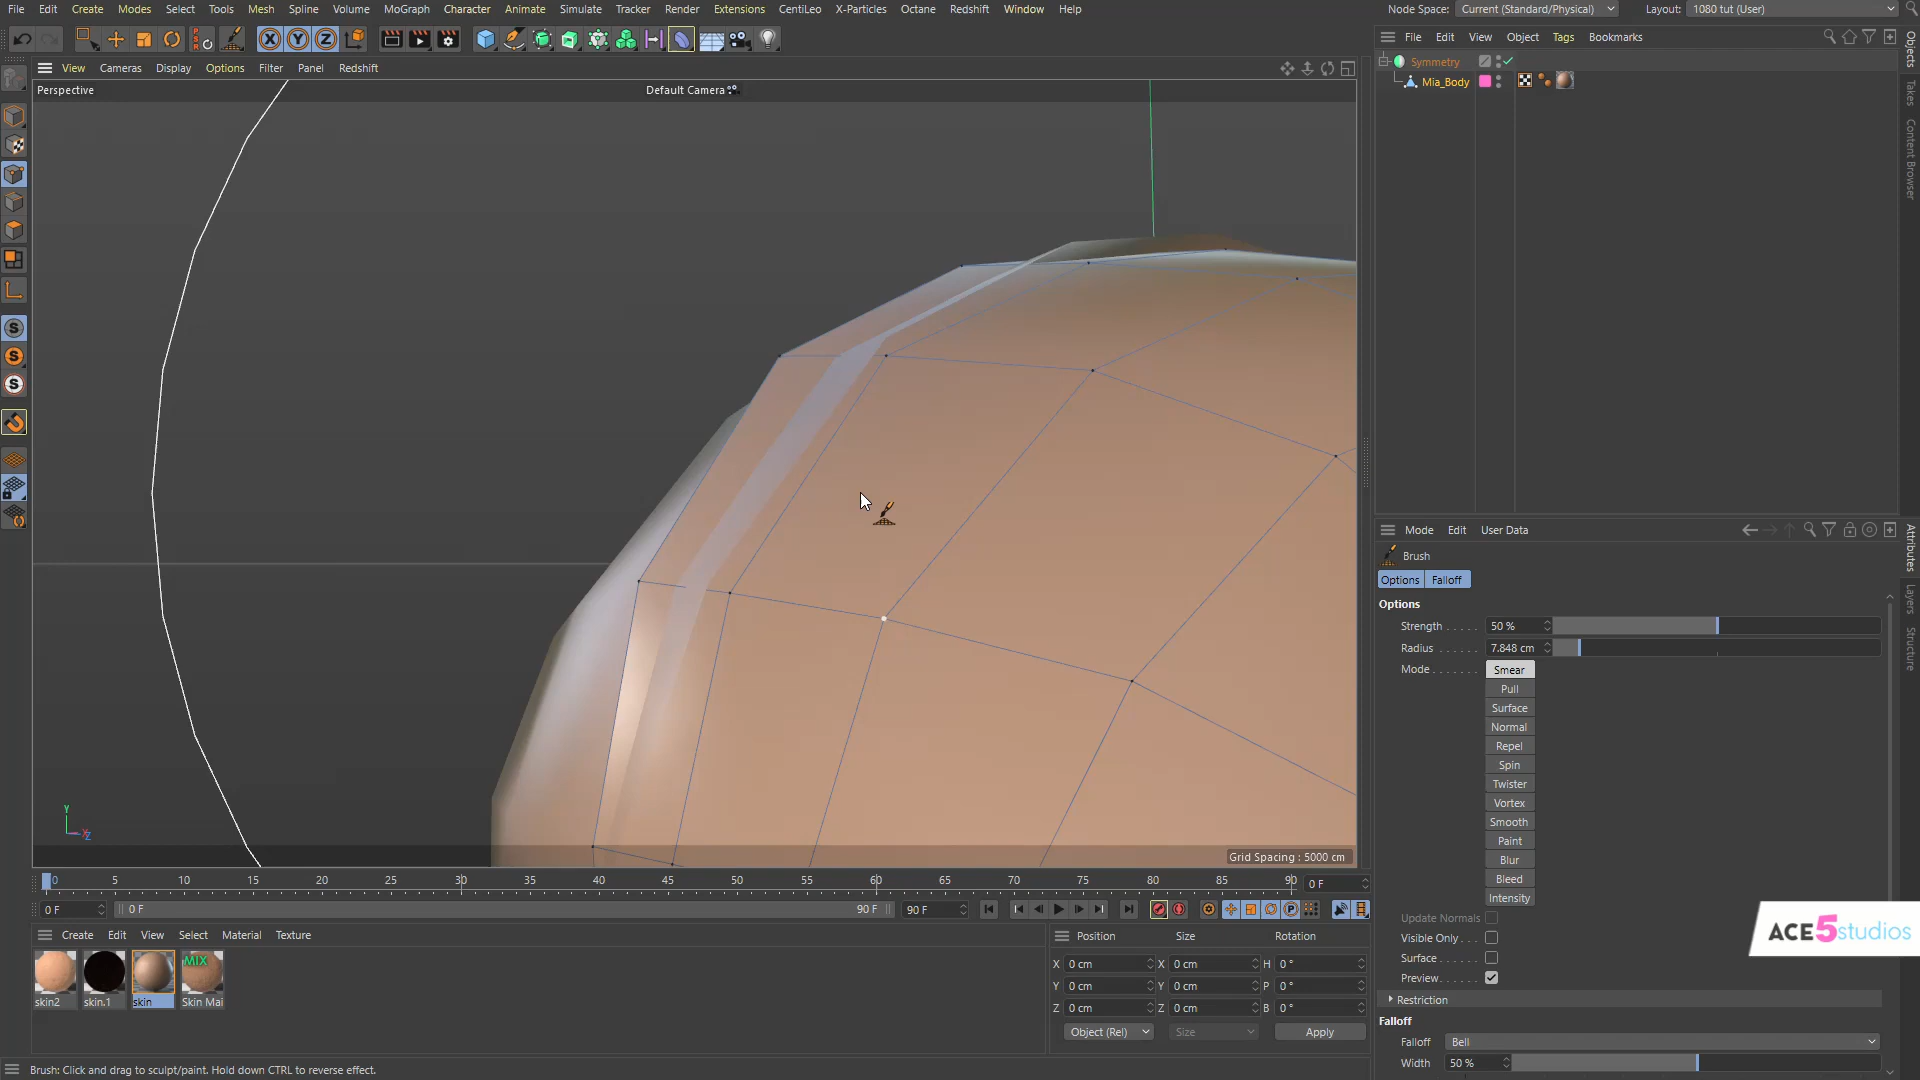 File Edit Create Modes Select Tools Mesh Spline Volume MoGraph Character Animate Simulate Tracker Render Extensions CentiLeo X-Particles Octane Redshift Window Help
Node Space: Current (Standard/Physical) Layout: 1080 tut (User)
X Y Z
File Edit View Object Tags Bookmarks
Symmetry
Mia_Body
Objects
Takes
Content Browser
View Cameras Display Options Filter Panel Redshift
Perspective
Default Camera
S
S
S
Y
X
Z
Grid Spacing : 5000 cm
Mode Edit User Data
Brush
Options Falloff
Options
Strength 50 %
Radius 7.848 cm
Mode Smear
Pull
Surface
Normal
Repel
Spin
Twister
Vortex
Smooth
Paint
Blur
Bleed
Intensity
Update Normals
Visible Only
Surface
Preview
Restriction
Falloff
Falloff Bell
Width 50 %
Attributes
Layers
Structure
ACE5studios
0 5 10 15 20 25 30 35 40 45 50 55 60 65 70 75 80 85 90 0 F
0 F 0 F 90 F 90 F
Create Edit View Select Material Texture
MIX
skin2 skin.1 skin Skin Mai
Position Size Rotation
X 0 cm X 0 cm H 0 °
Y 0 cm Y 0 cm P 0 °
Z 0 cm Z 0 cm B 0 °
Object (Rel) Size Apply
Brush: Click and drag to sculpt/paint. Hold down CTRL to reverse effect.